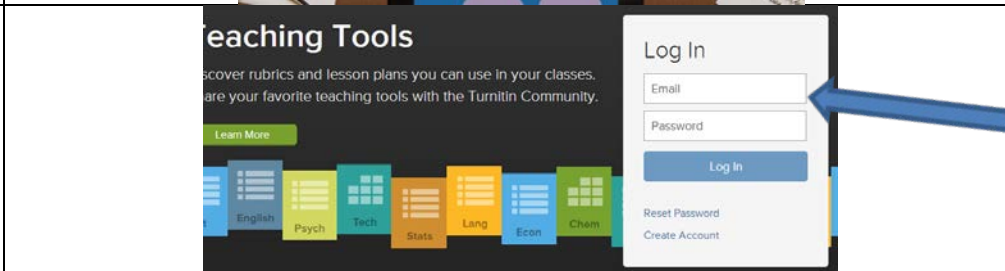 eaching Tools
scover rubrics and lesson plans you can use in your classes.
are your favorite teaching tools with the Turnitin Community.
Learn More
English
Psych
Tech
Stats
Lang
Econ
Chem
Log In
Email
Password
Log In
Reset Password
Create Account